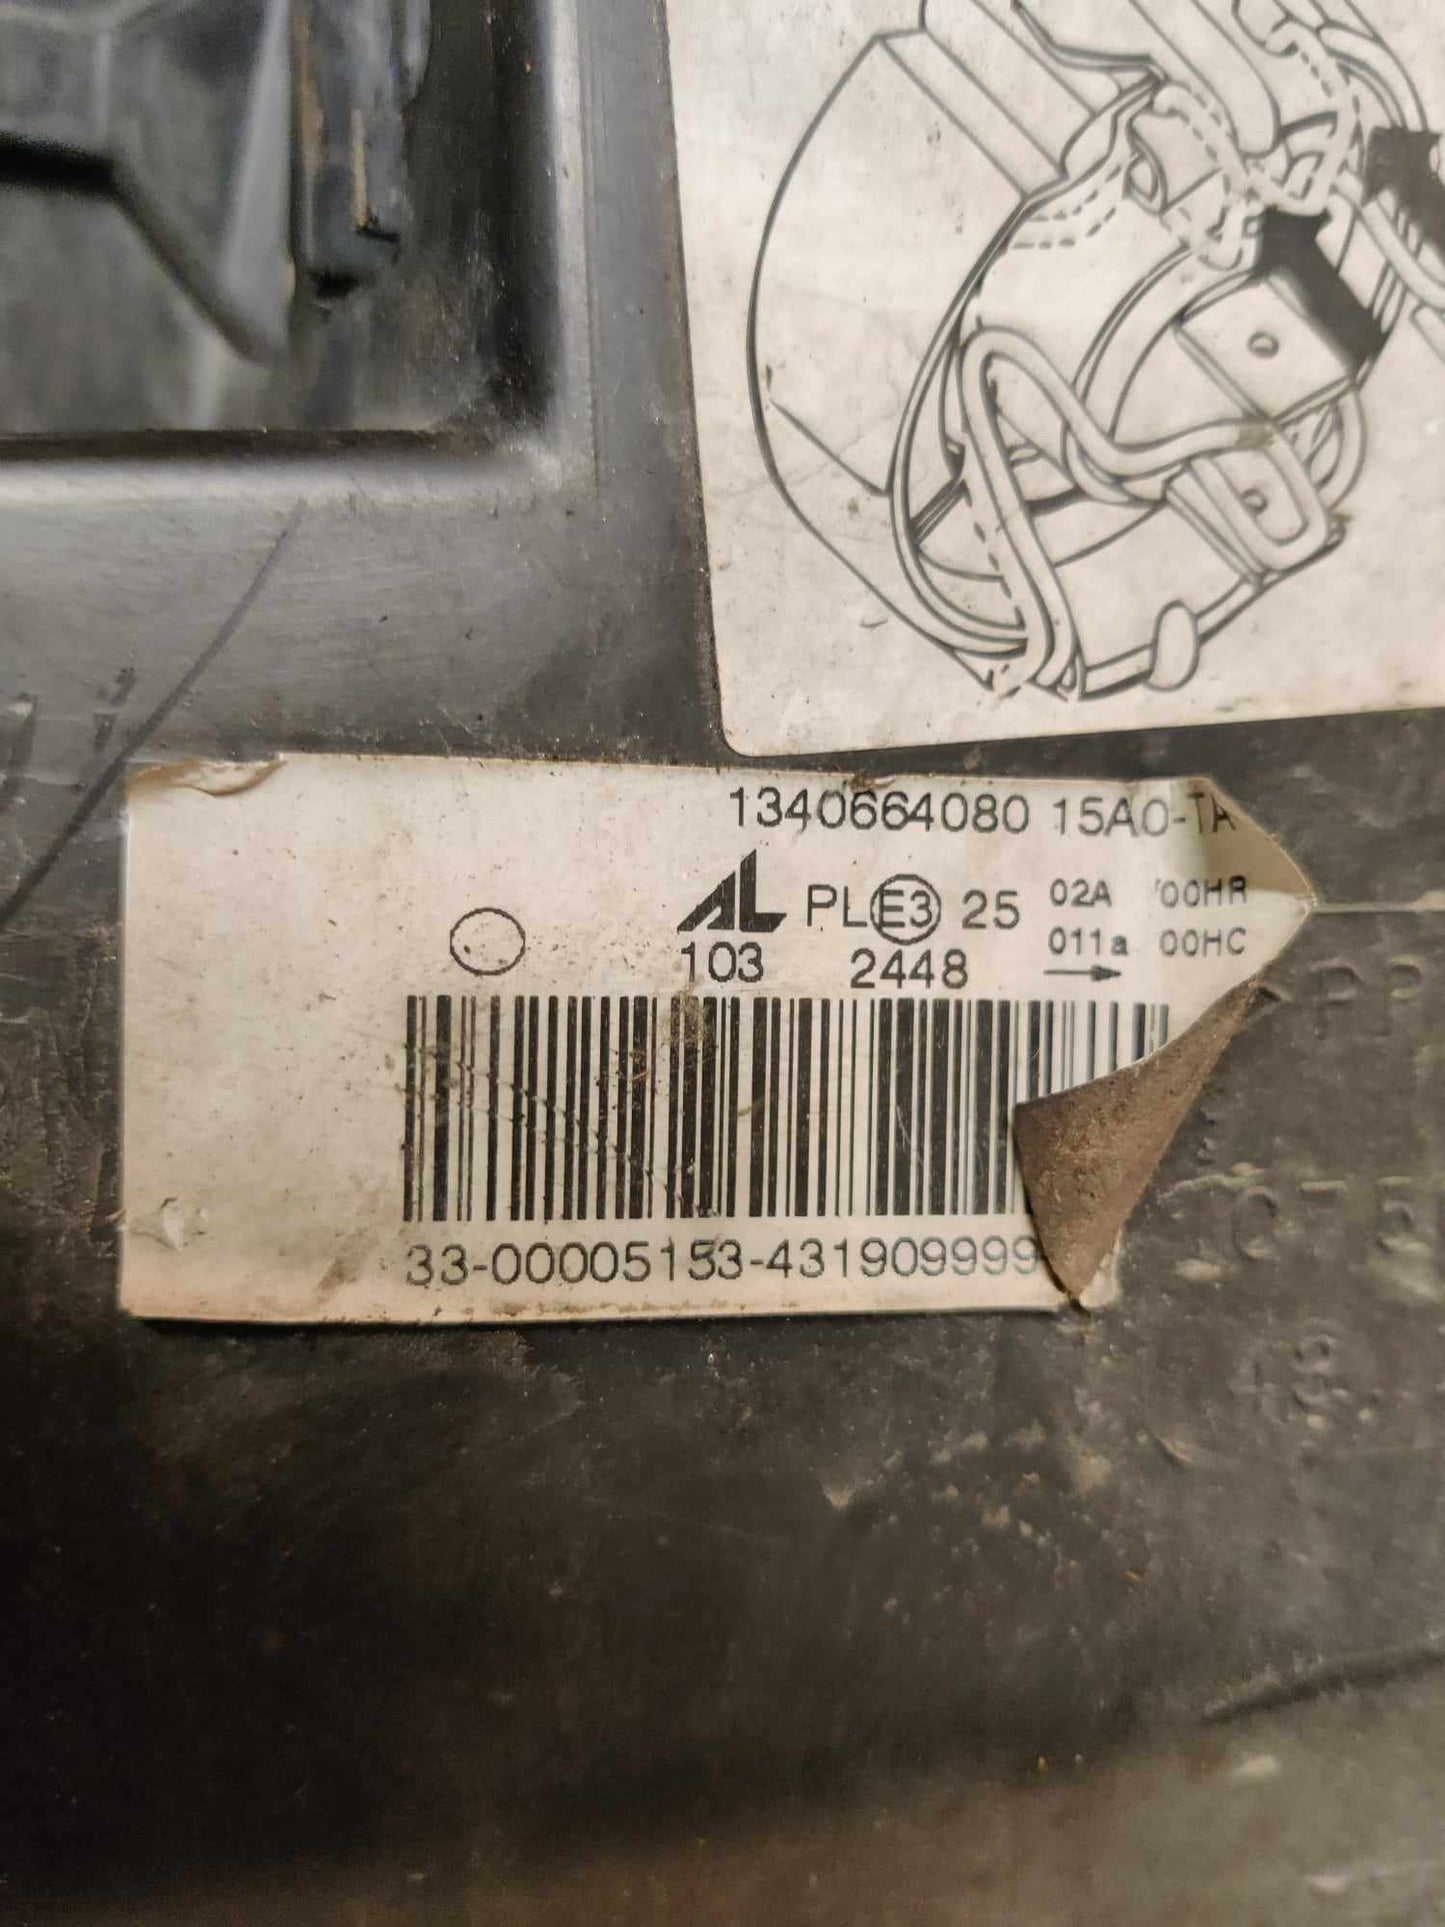 1340664080 15A0-TA
AL PL E3 25 02A 00HR
011a 00HC
103 2448 →
33-00005153-431909999